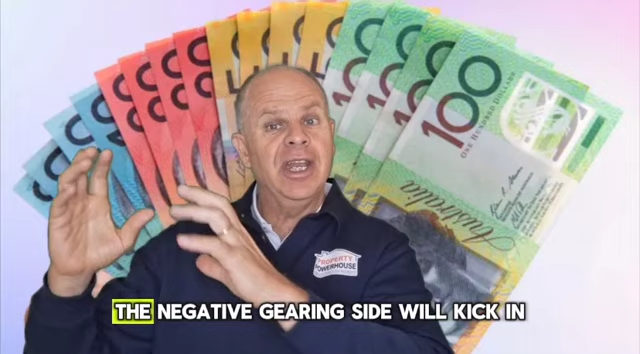 100
ONE HUNDRED DOLLARS
Australia
PROPERTY
POWERHOUSE
THE NEGATIVE GEARING SIDE WILL KICK IN